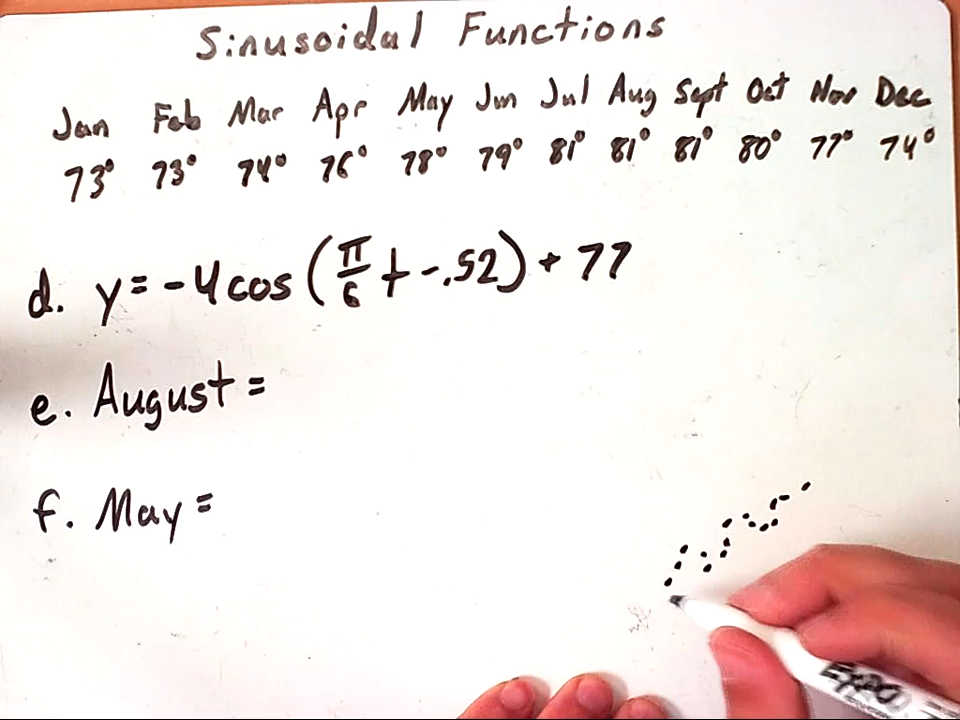 Sinusoidal Functions
Jan Feb Mar Apr May Jun Jul Aug Sept Oct Nov Dec
73° 73° 74° 76° 78° 79° 81° 81° 81° 80° 77° 74°
d. y = -4cos(π/6 t - .52) + 77
e. August =
f. May =
EXPO